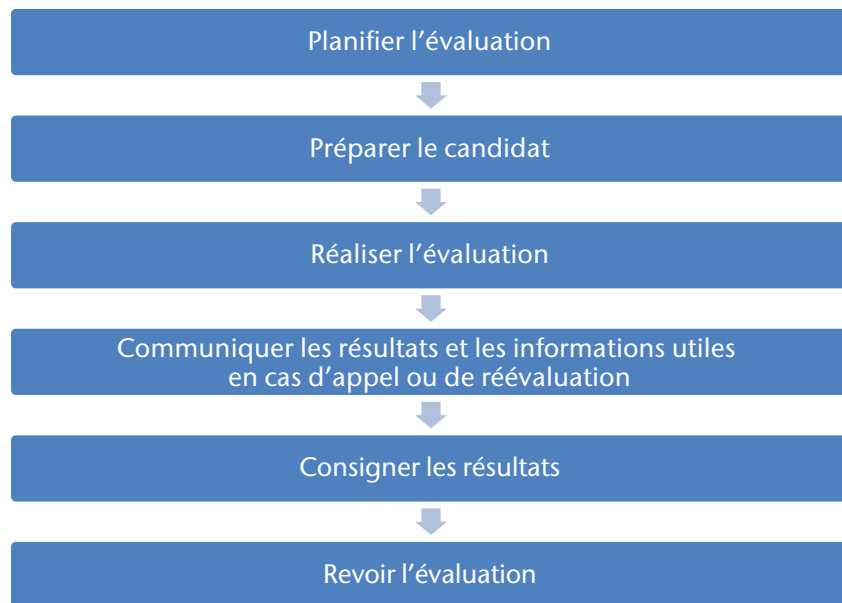 Planifier l’évaluation
Préparer le candidat
Réaliser l’évaluation
Communiquer les résultats et les informations utiles
en cas d’appel ou de réévaluation
Consigner les résultats
Revoir l’évaluation